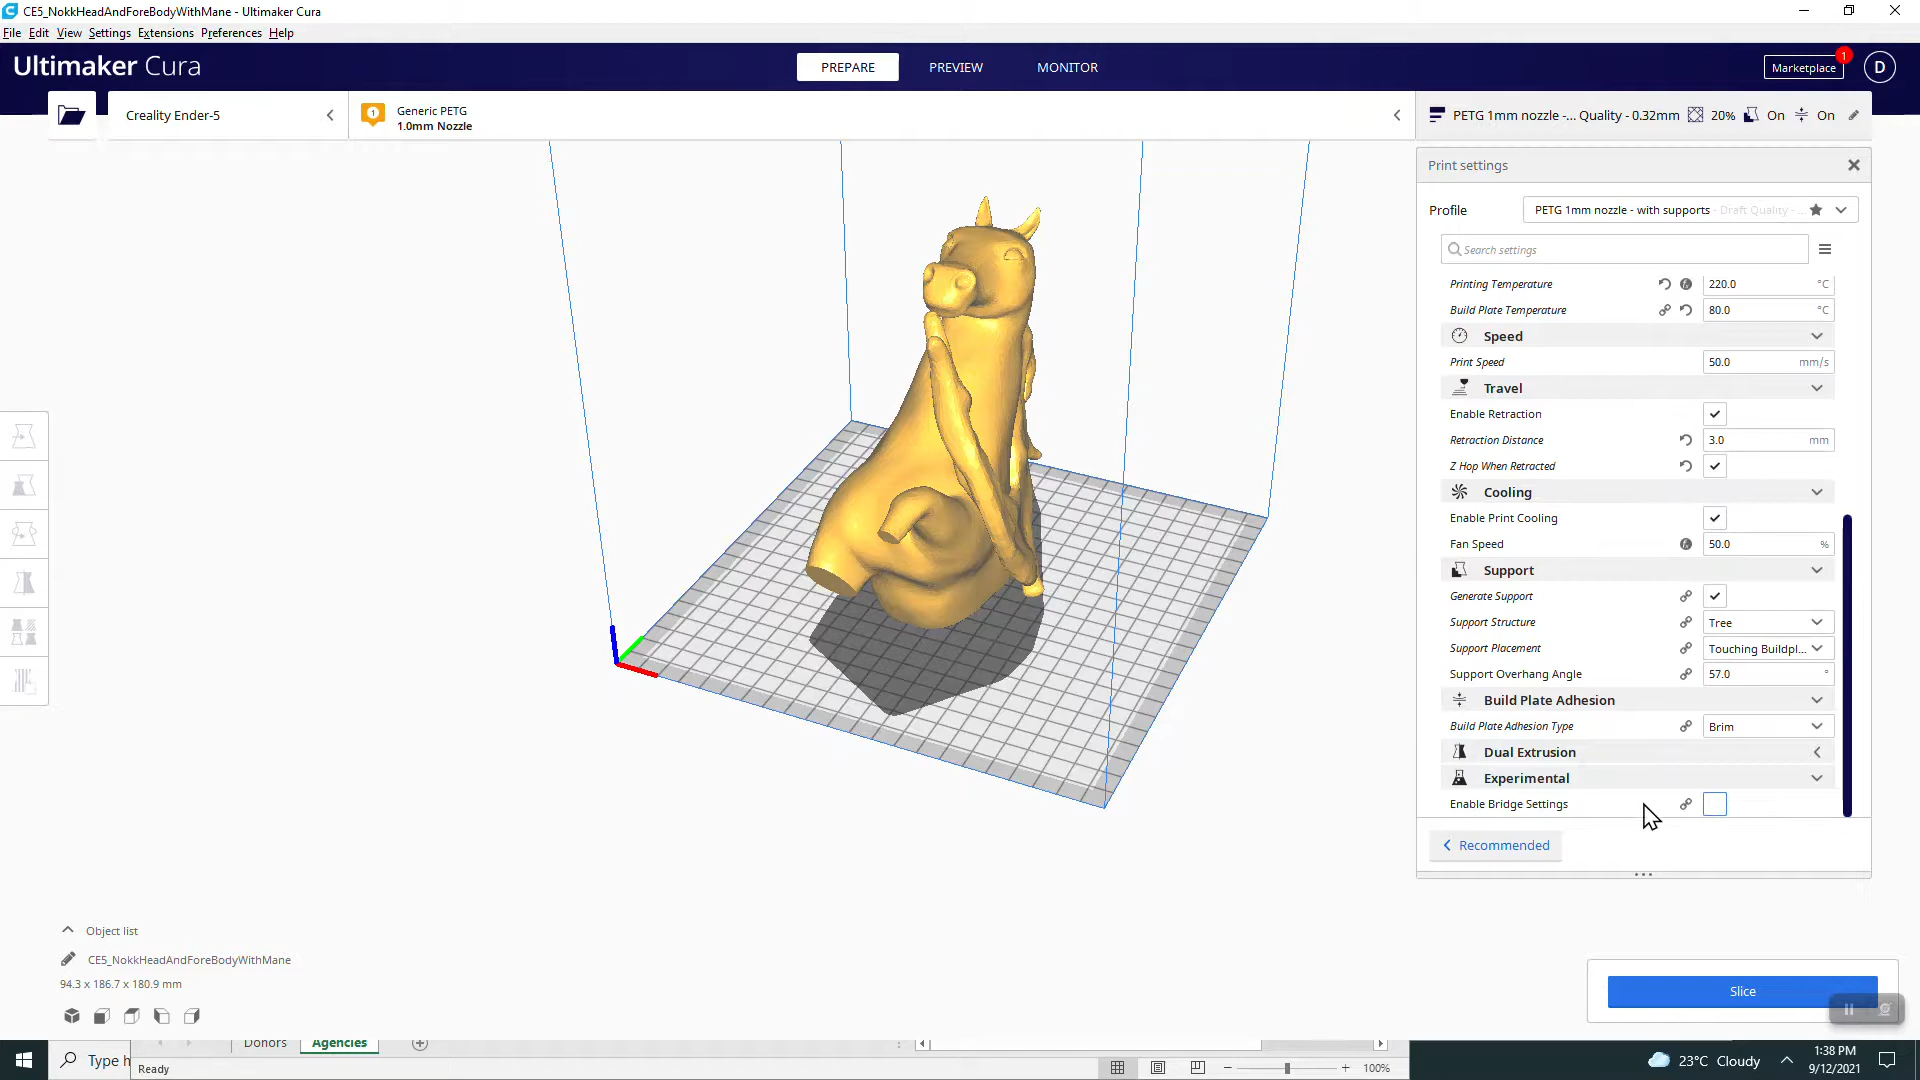 CE5_NokkHeadAndForeBodyWithMane - Ultimaker Cura
File Edit View Settings Extensions Preferences Help
Ultimaker Cura
PREPARE
PREVIEW
MONITOR
Marketplace
1
D
Creality Ender-5
1
Generic PETG
1.0mm Nozzle
PETG 1mm nozzle -... Quality - 0.32mm 20% On On
Print settings
Profile PETG 1mm nozzle - with supports - Draft Quality - ...
Search settings
Printing Temperature 220.0 °C
Build Plate Temperature 80.0 °C
Speed
Print Speed 50.0 mm/s
Travel
Enable Retraction
Retraction Distance 3.0 mm
Z Hop When Retracted
Cooling
Enable Print Cooling
Fan Speed 50.0 %
Support
Generate Support
Support Structure Tree
Support Placement Touching Buildpl...
Support Overhang Angle 57.0 °
Build Plate Adhesion
Build Plate Adhesion Type Brim
Dual Extrusion
Experimental
Enable Bridge Settings
Recommended
Object list
CE5_NokkHeadAndForeBodyWithMane
94.3 x 186.7 x 180.9 mm
Slice
Donors Agencies
Type h
Ready
100%
23°C Cloudy
1:38 PM
9/12/2021